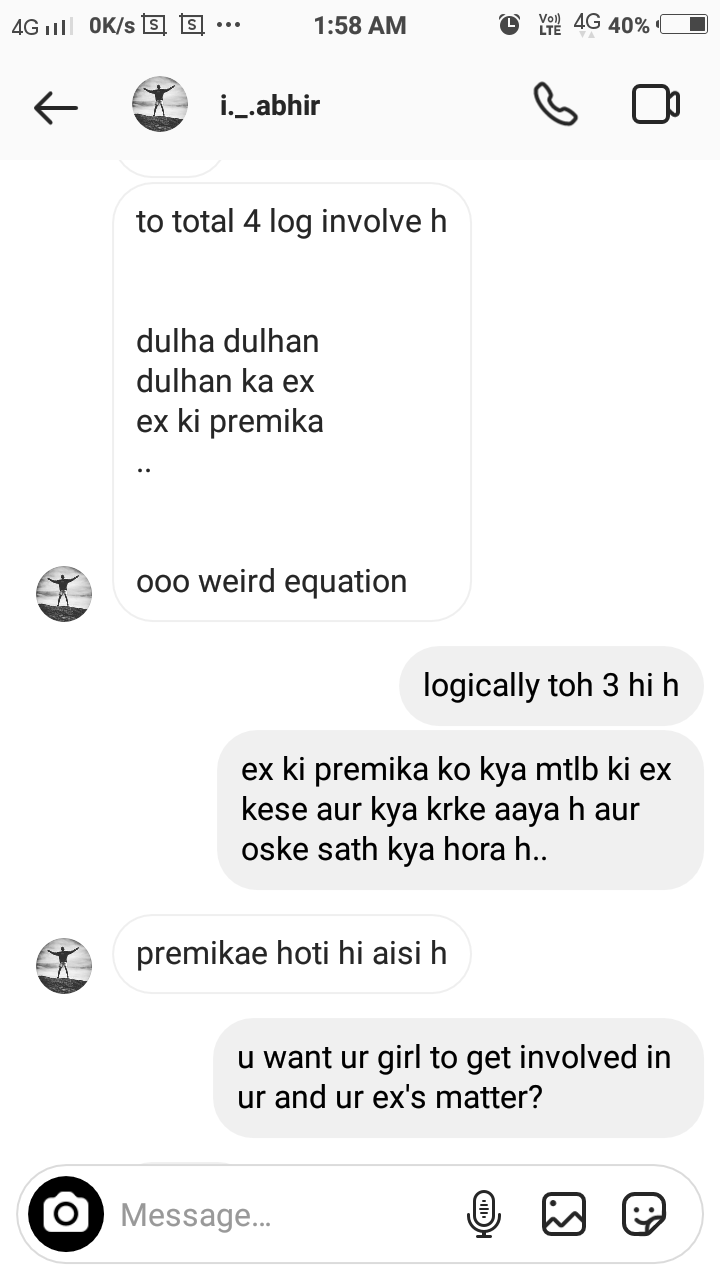 4G 0K/s S S ... 1:58 AM Vo)) LTE 4G 40%
i._.abhir
to total 4 log involve h
dulha dulhan
dulhan ka ex
ex ki premika
..
ooo weird equation
logically toh 3 hi h
ex ki premika ko kya mtlb ki ex
kese aur kya krke aaya h aur
oske sath kya hora h..
premikae hoti hi aisi h
u want ur girl to get involved in
ur and ur ex's matter?
Message...